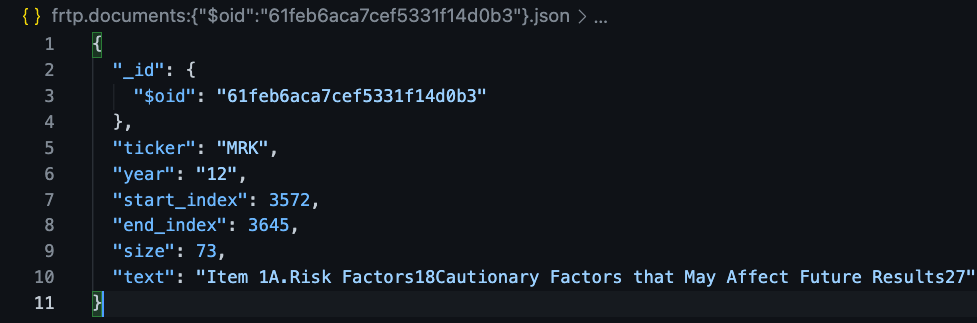 { } frtp.documents:{"$oid":"61feb6aca7cef5331f14d0b3"}.json > ...
1 {
2 "_id": {
3 "$oid": "61feb6aca7cef5331f14d0b3"
4 },
5 "ticker": "MRK",
6 "year": "12",
7 "start_index": 3572,
8 "end_index": 3645,
9 "size": 73,
10 "text": "Item 1A.Risk Factors18Cautionary Factors that May Affect Future Results27"
11 }